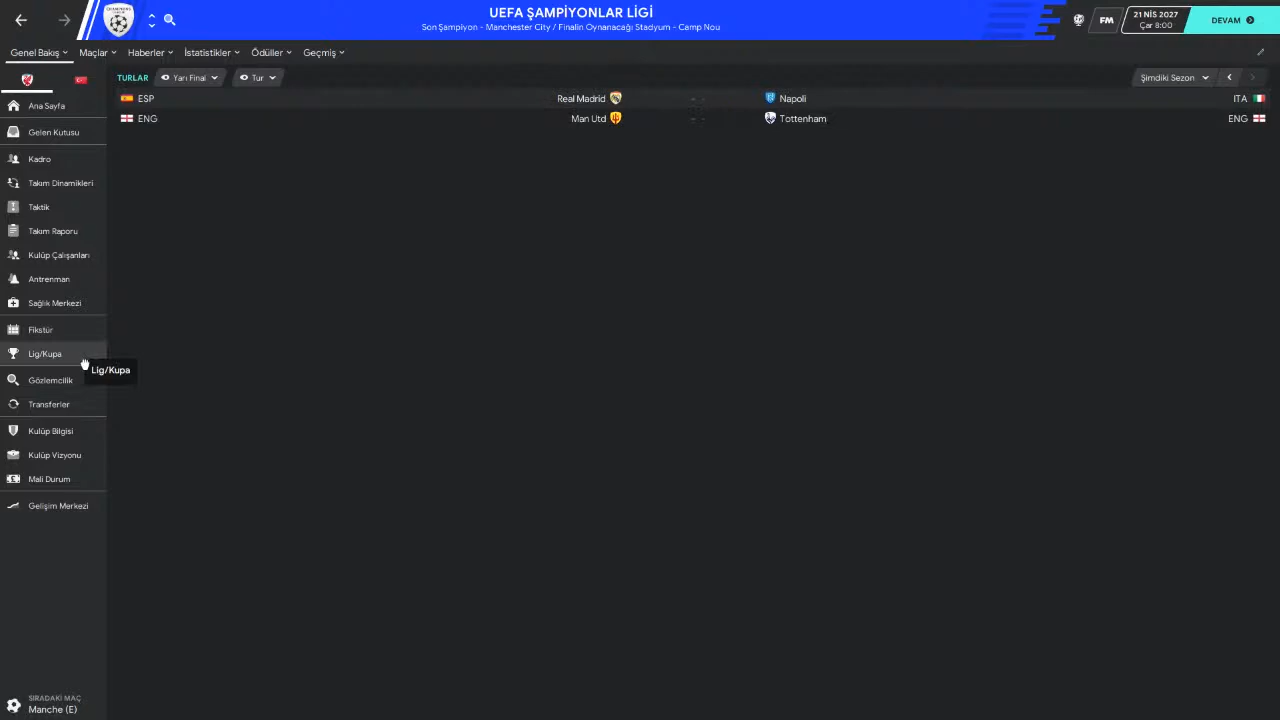 UEFA ŞAMPİYONLAR LİGİ
Son Şampiyon - Manchester City / Finalin Oynanacağı Stadyum - Camp Nou
FM
21 NİS 2027
Çar 8:00
DEVAM
Genel Bakış
Maçlar
Haberler
İstatistikler
Ödüller
Geçmiş
TURLAR
Yarı Final
Tur
Şimdiki Sezon
ESP Real Madrid - - Napoli ITA
ENG Man Utd - - Tottenham ENG
Ana Sayfa
Gelen Kutusu
Kadro
Takım Dinamikleri
Taktik
Takım Raporu
Kulüp Çalışanları
Antrenman
Sağlık Merkezi
Fikstür
Lig/Kupa
Lig/Kupa
Gözlemcilik
Transferler
Kulüp Bilgisi
Kulüp Vizyonu
Mali Durum
Gelişim Merkezi
SIRADAKİ MAÇ
Manche (E)